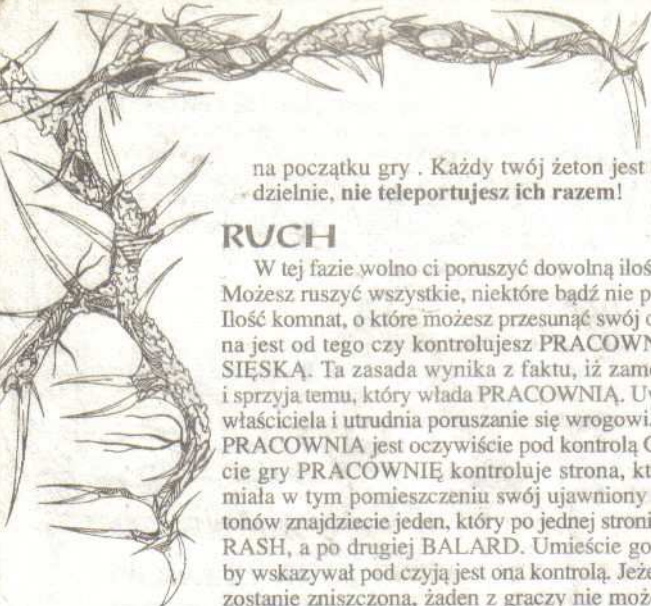 na początku gry . Każdy twój żeton jest
dzielnie, nie teleportujesz ich razem!
RUCH
W tej fazie wolno ci poruszyć dowolną iloś
Możesz ruszyć wszystkie, niektóre bądź nie p
Ilość komnat, o które możesz przesunąć swój o
na jest od tego czy kontrolujesz PRACOWN
SIĘSKĄ. Ta zasada wynika z faktu, iż zam
i sprzyja temu, który włada PRACOWNIĄ. U
właściciela i utrudnia poruszanie się wrogowi.
PRACOWNIA jest oczywiście pod kontrolą
cie gry PRACOWNIĘ kontroluje strona, kt
miała w tym pomieszczeniu swój ujawniony
tonów znajdziecie jeden, który po jednej stroni
RASH, a po drugiej BALARD. Umieście go
by wskazywał pod czyją jest ona kontrolą. Jeże
zostanie zniszczona, żaden z graczy nie moż